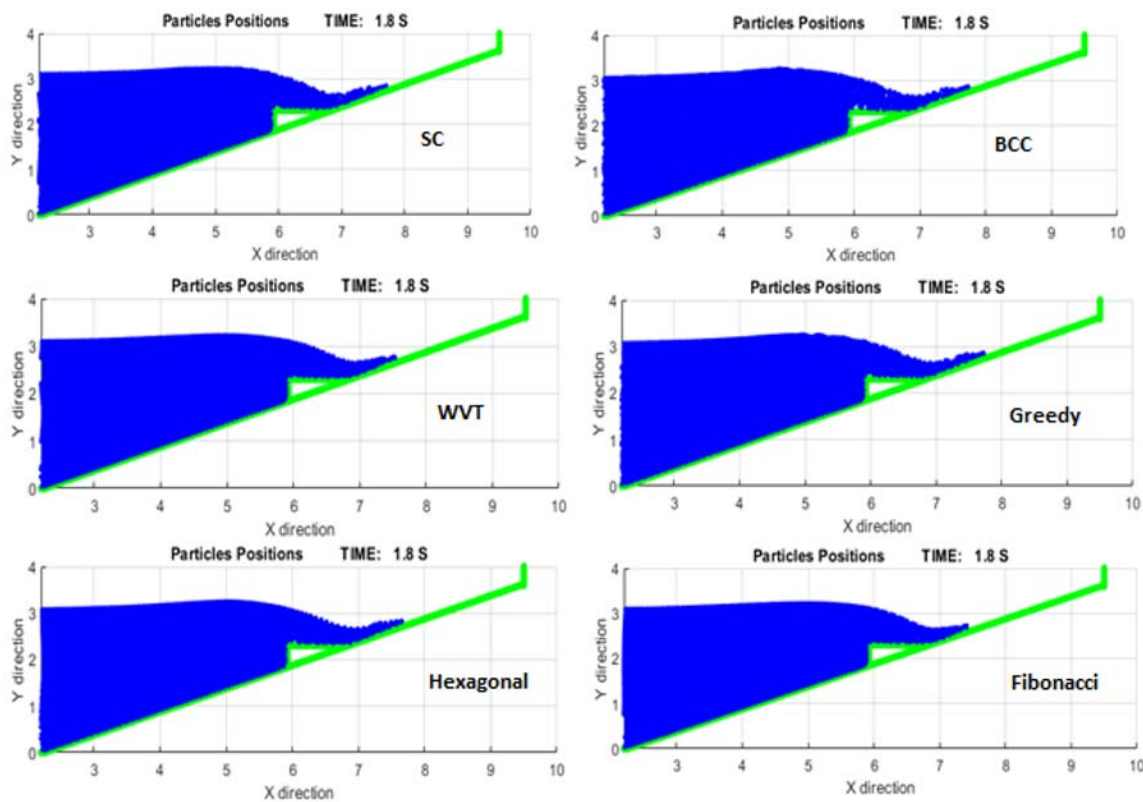 Particles Positions TIME: 1.8 S
4
3
2
1
0
Y direction
SC
3 4 5 6 7 8 9 10
X direction
Particles Positions TIME: 1.8 S
4
3
2
1
0
Y direction
BCC
3 4 5 6 7 8 9 10
X direction
Particles Positions TIME: 1.8 S
4
3
2
1
0
Y direction
WVT
3 4 5 6 7 8 9 10
X direction
Particles Positions TIME: 1.8 S
4
3
2
1
0
Y direction
Greedy
3 4 5 6 7 8 9 10
X direction
Particles Positions TIME: 1.8 S
4
3
2
1
0
Y direction
Hexagonal
3 4 5 6 7 8 9 10
X direction
Particles Positions TIME: 1.8 S
4
3
2
1
0
Y direction
Fibonacci
3 4 5 6 7 8 9 10
X direction